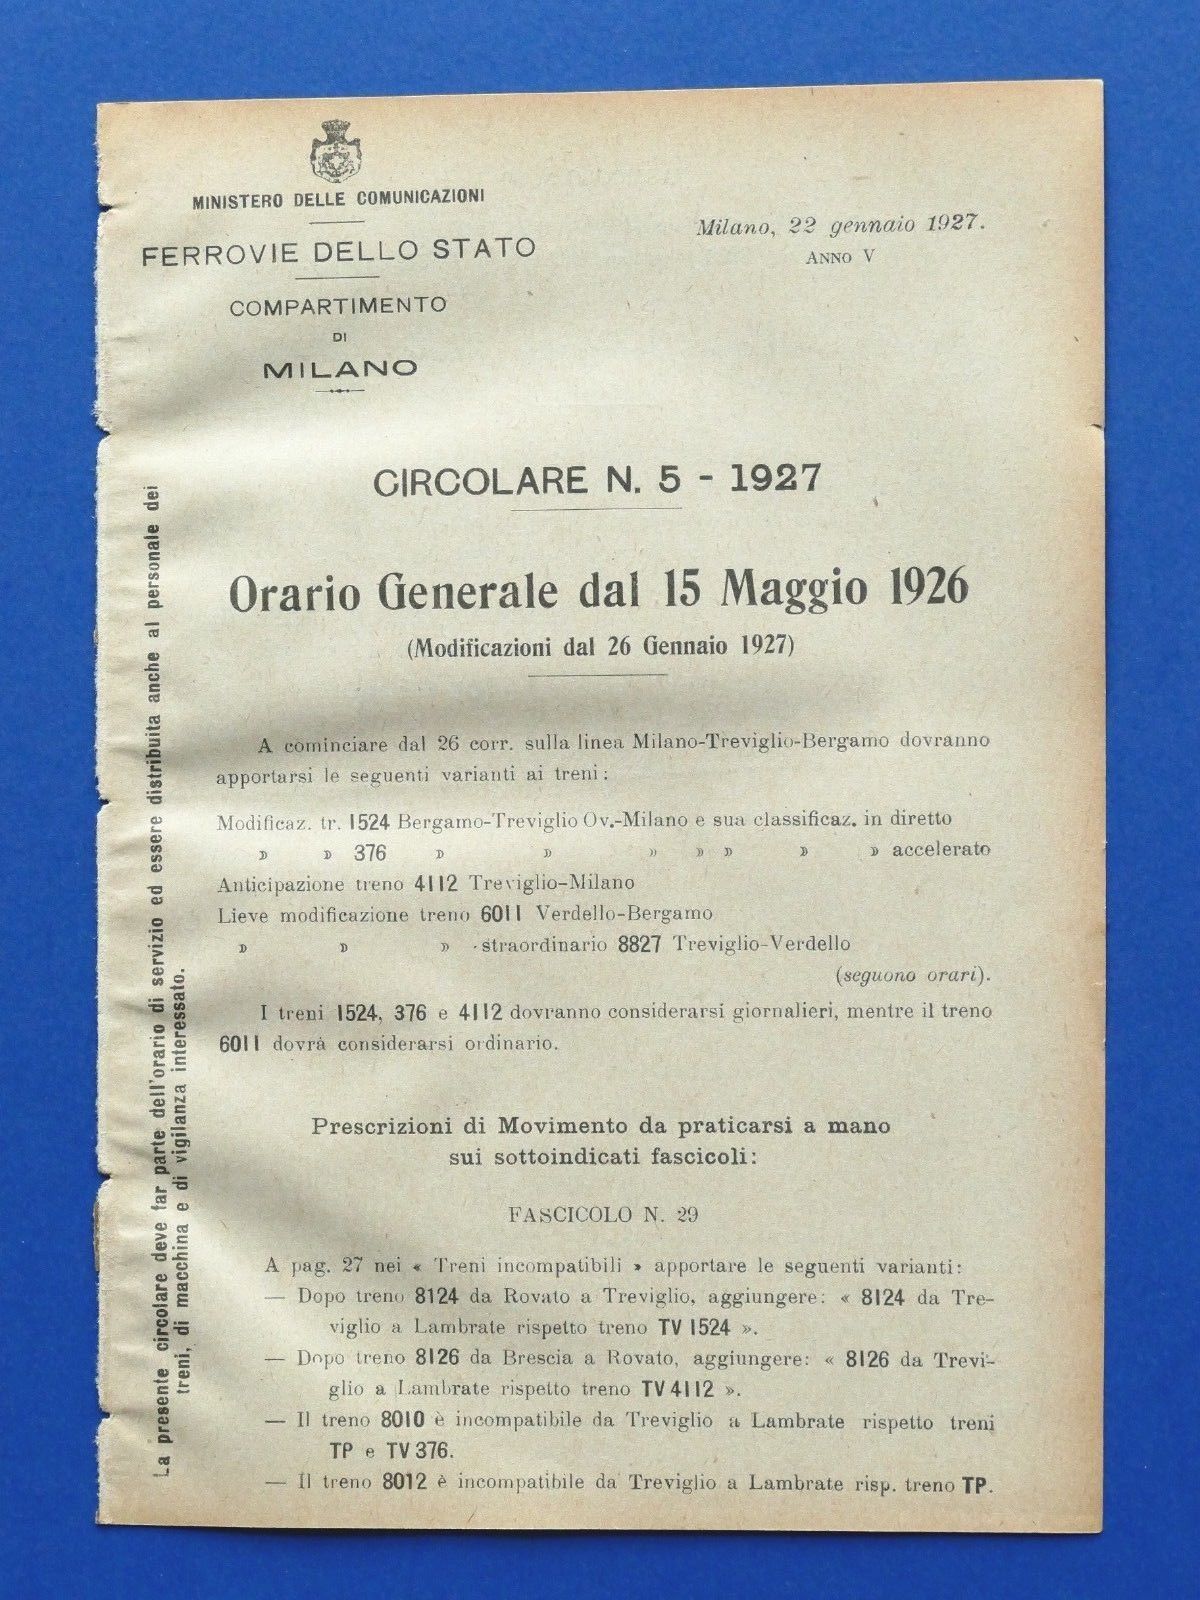 MINISTERO DELLE COMUNICAZIONI
FERROVIE DELLO STATO
COMPARTIMENTO
DI
MILANO
Milano, 22 gennaio 1927.
ANNO V
CIRCOLARE N. 5 - 1927
Orario Generale dal 15 Maggio 1926
(Modificazioni dal 26 Gennaio 1927)
A cominciare dal 26 corr. sulla linea Milano-Treviglio-Bergamo dovranno
apportarsi le seguenti varianti ai treni:
Modificaz. tr. 1524 Bergamo-Treviglio Ov.-Milano e sua classificaz. in diretto
» » 376 » » » » » » » accelerato
Anticipazione treno 4112 Treviglio-Milano
Lieve modificazione treno 6011 Verdello-Bergamo
» » » straordinario 8827 Treviglio-Verdello
(seguono orari).
I treni 1524, 376 e 4112 dovranno considerarsi giornalieri, mentre il treno
6011 dovrà considerarsi ordinario.
Prescrizioni di Movimento da praticarsi a mano
sui sottoindicati fascicoli:
FASCICOLO N. 29
A pag. 27 nei « Treni incompatibili » apportare le seguenti varianti:
— Dopo treno 8124 da Rovato a Treviglio, aggiungere: « 8124 da Tre-
viglio a Lambrate rispetto treno TV 1524 ».
— Dopo treno 8126 da Brescia a Rovato, aggiungere: « 8126 da Trevi-
glio a Lambrate rispetto treno TV 4112 ».
— Il treno 8010 è incompatibile da Treviglio a Lambrate rispetto treni
TP e TV 376.
— Il treno 8012 è incompatibile da Treviglio a Lambrate risp. treno TP.
La presente circolare deve far parte dell'orario di servizio ed essere distribuita anche al personale dei
treni, di macchina e di vigilanza interessato.